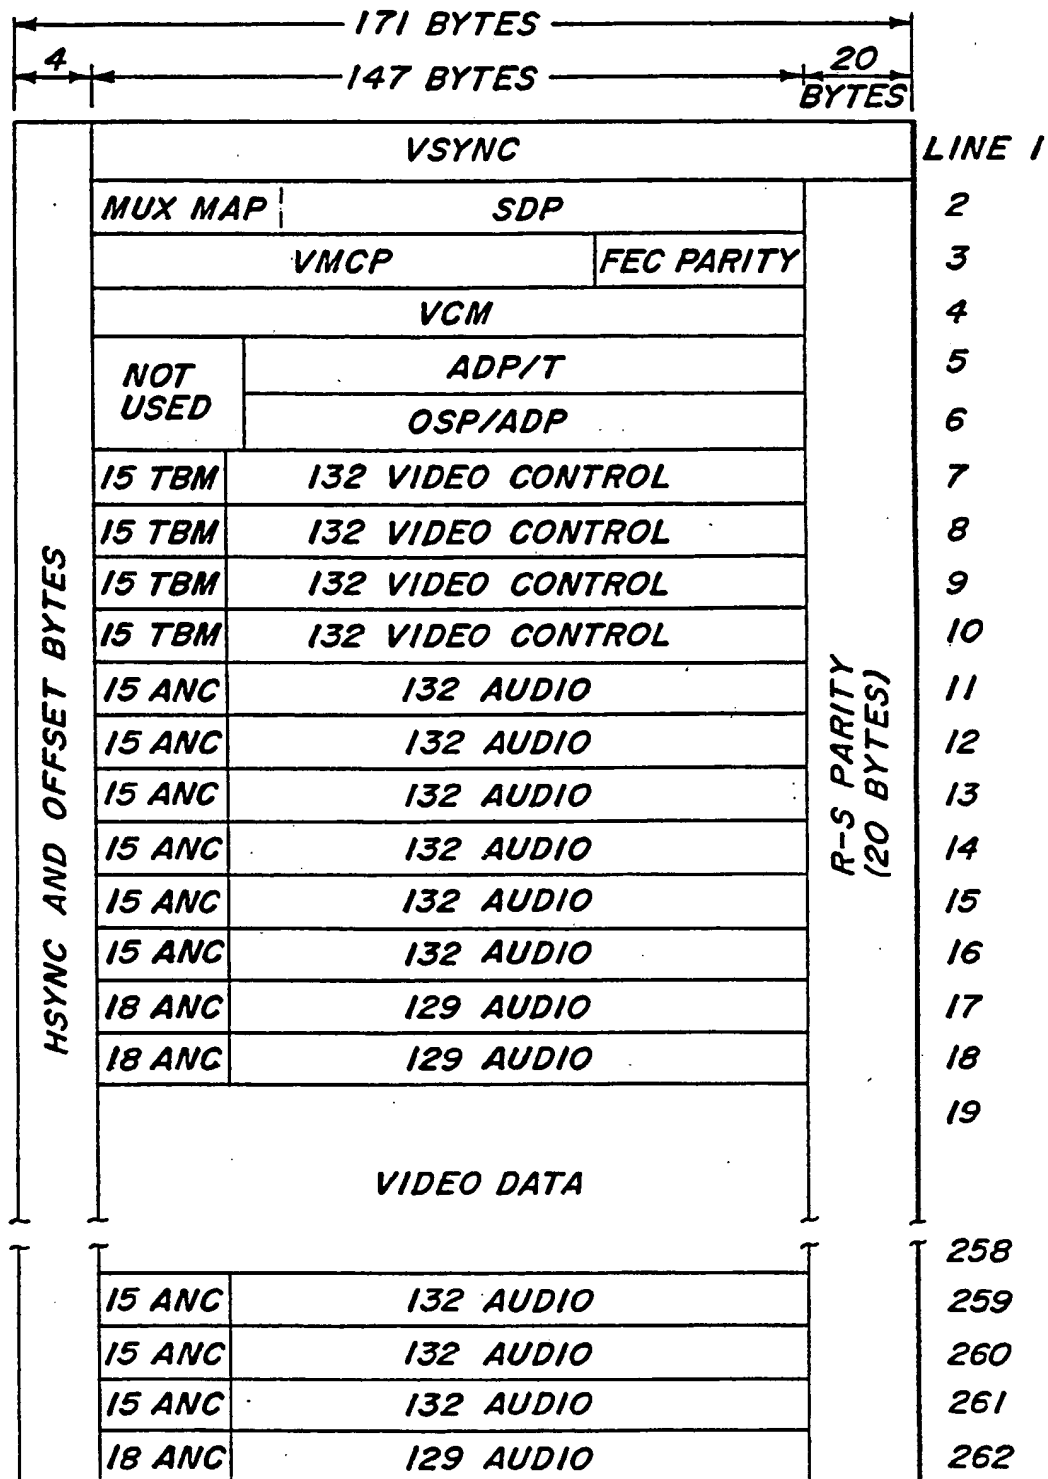 171 BYTES
4
147 BYTES
20
BYTES
VSYNC
LINE 1
MUX MAP
SDP
2
VMCP
FEC PARITY
3
VCM
4
NOT
USED
ADP/T
5
OSP/ADP
6
15 TBM
132 VIDEO CONTROL
7
15 TBM
132 VIDEO CONTROL
8
15 TBM
132 VIDEO CONTROL
9
15 TBM
132 VIDEO CONTROL
10
15 ANC
132 AUDIO
11
15 ANC
132 AUDIO
12
15 ANC
132 AUDIO
13
15 ANC
132 AUDIO
14
15 ANC
132 AUDIO
15
15 ANC
132 AUDIO
16
18 ANC
129 AUDIO
17
18 ANC
129 AUDIO
18
19
VIDEO DATA
258
15 ANC
132 AUDIO
259
15 ANC
132 AUDIO
260
15 ANC
132 AUDIO
261
18 ANC
129 AUDIO
262
HSYNC AND OFFSET BYTES
R-S PARITY
(20 BYTES)